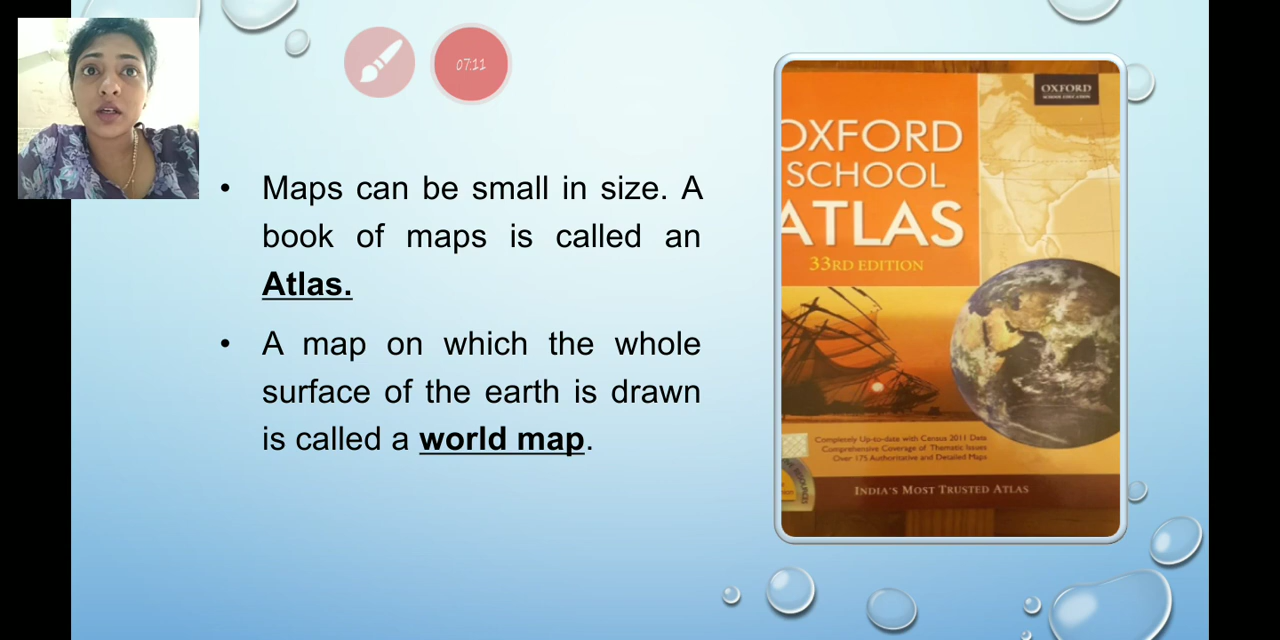 07:11
• Maps can be small in size. A
book of maps is called an
Atlas.
• A map on which the whole
surface of the earth is drawn
is called a world map.
OXFORD
SCHOOL EDUCATION
OXFORD
SCHOOL
ATLAS
33RD EDITION
Completely Up-to-date with Census 2011 Data
Comprehensive Coverage of Thematic Issues
Over 175 Authoritative and Detailed Maps
INDIA'S MOST TRUSTED ATLAS